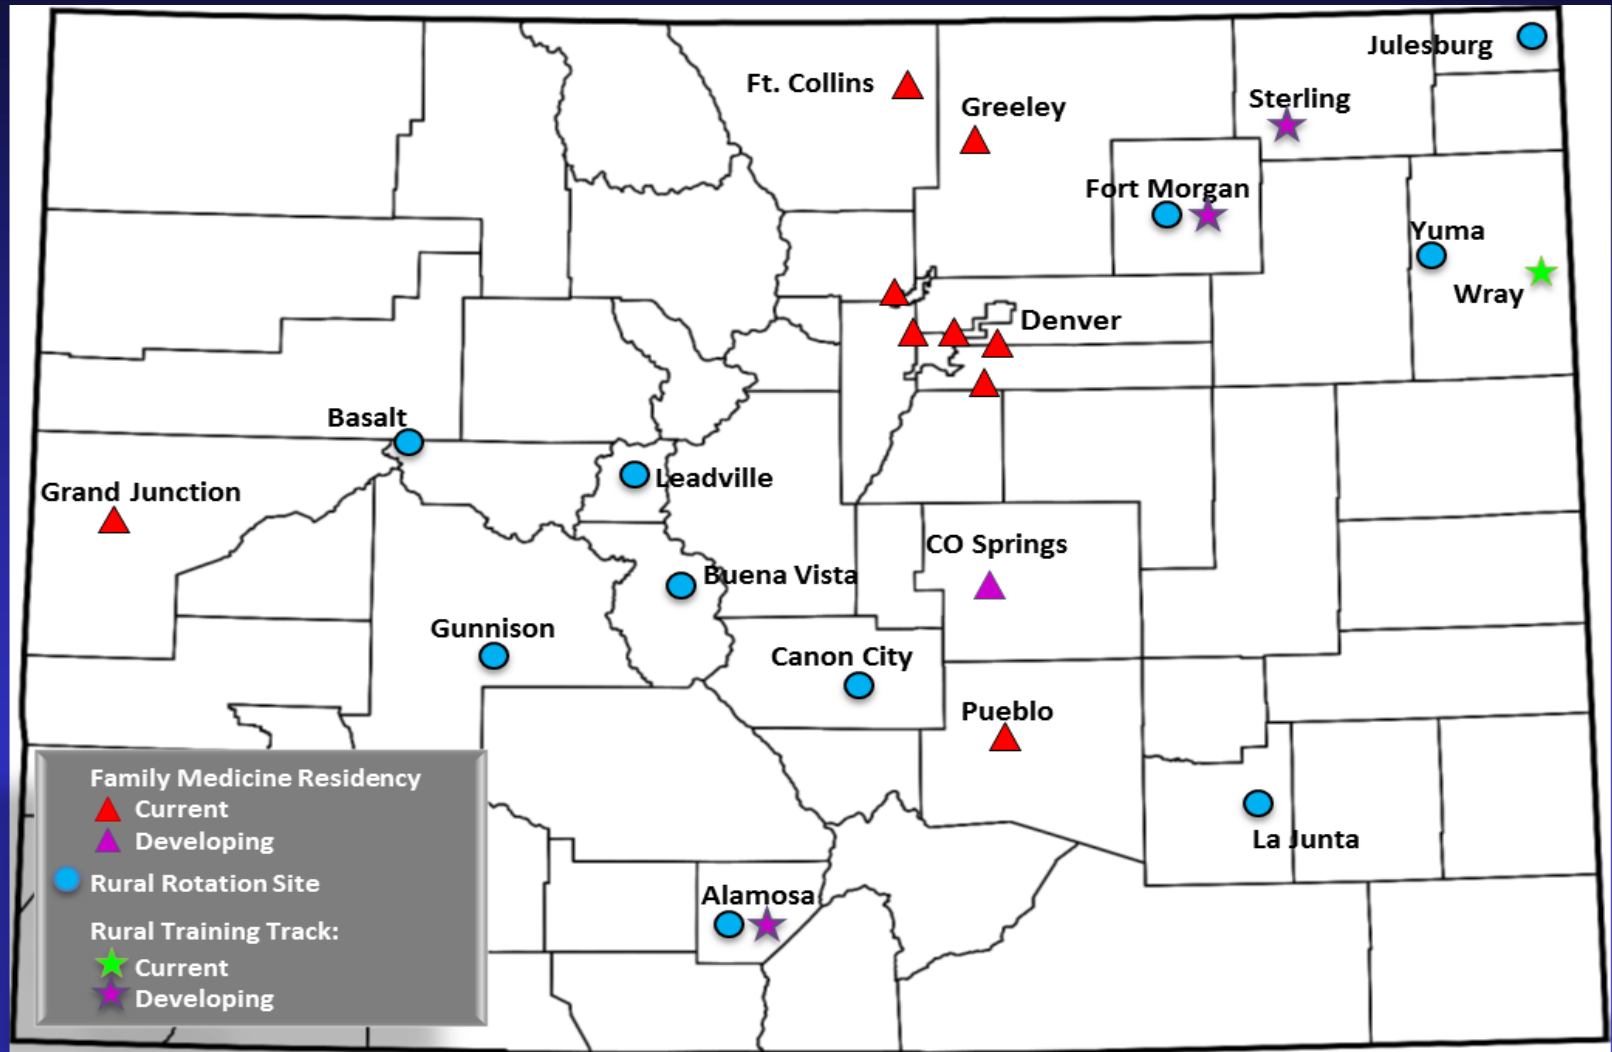 Julesburg
Ft. Collins
Sterling
Greeley
Fort Morgan
Yuma
Wray
Denver
Basalt
Leadville
Grand Junction
CO Springs
Buena Vista
Gunnison
Canon City
Pueblo
La Junta
Alamosa
Family Medicine Residency
Current
Developing
Rural Rotation Site
Rural Training Track:
Current
Developing